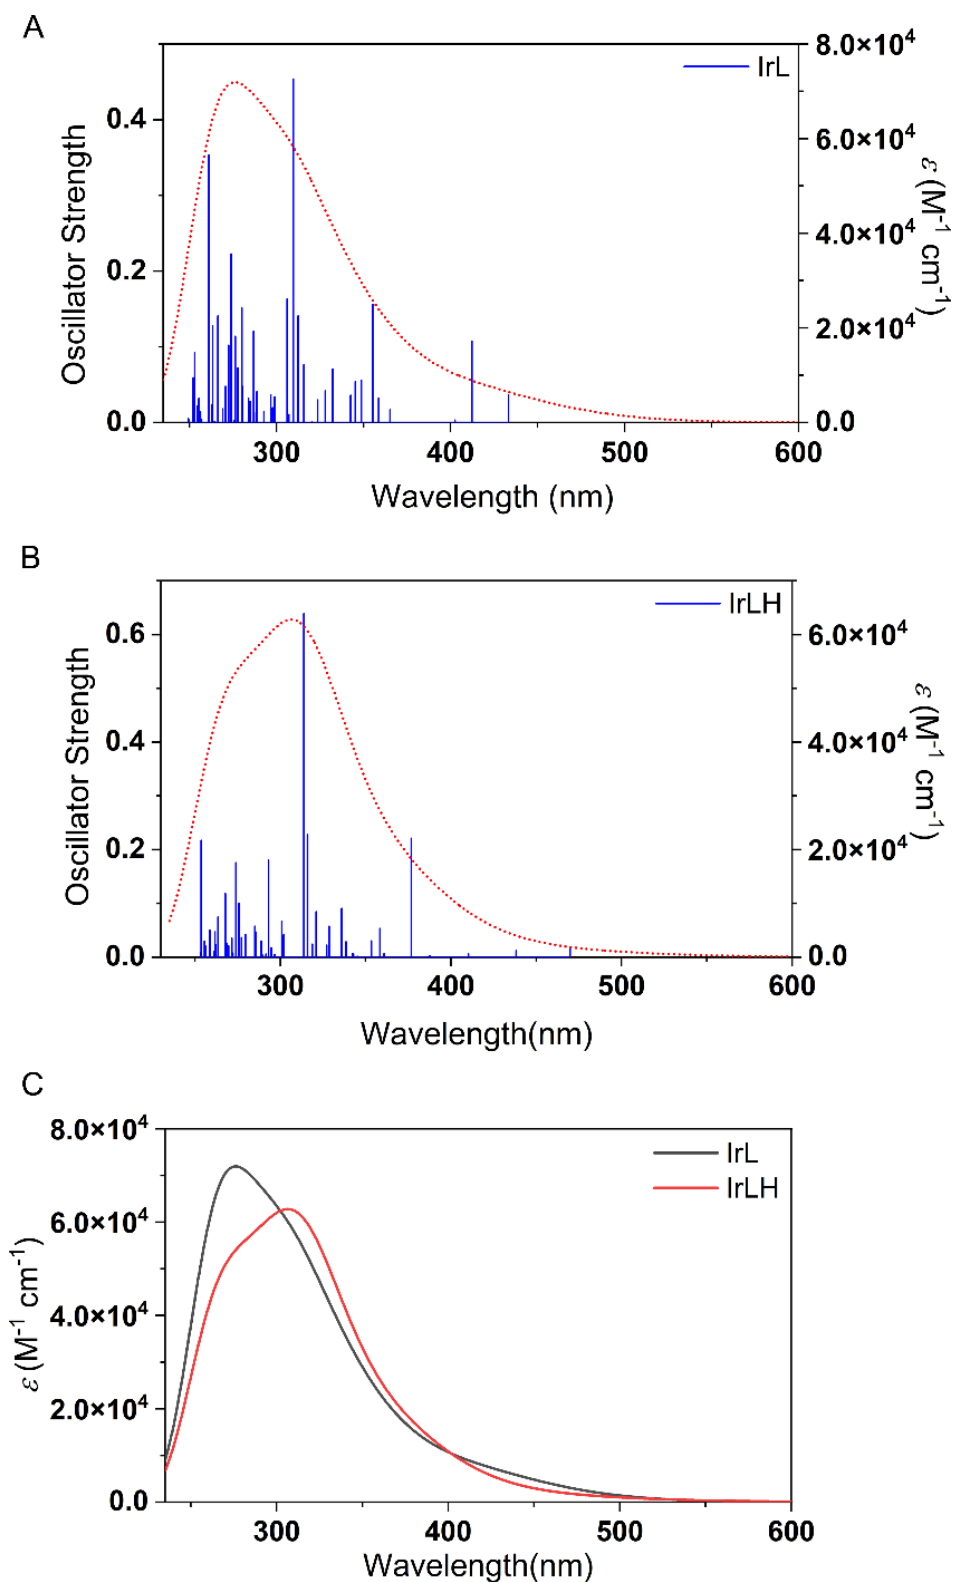 A
IrL
Oscillator Strength
0.4
0.2
0.0
8.0×10⁴
6.0×10⁴
4.0×10⁴
2.0×10⁴
0.0
ε (M⁻¹ cm⁻¹)
300 400 500 600
Wavelength (nm)
B
IrLH
Oscillator Strength
0.6
0.4
0.2
0.0
6.0×10⁴
4.0×10⁴
2.0×10⁴
0.0
ε (M⁻¹ cm⁻¹)
300 400 500 600
Wavelength(nm)
C
IrL
IrLH
ε (M⁻¹ cm⁻¹)
8.0×10⁴
6.0×10⁴
4.0×10⁴
2.0×10⁴
0.0
300 400 500 600
Wavelength(nm)